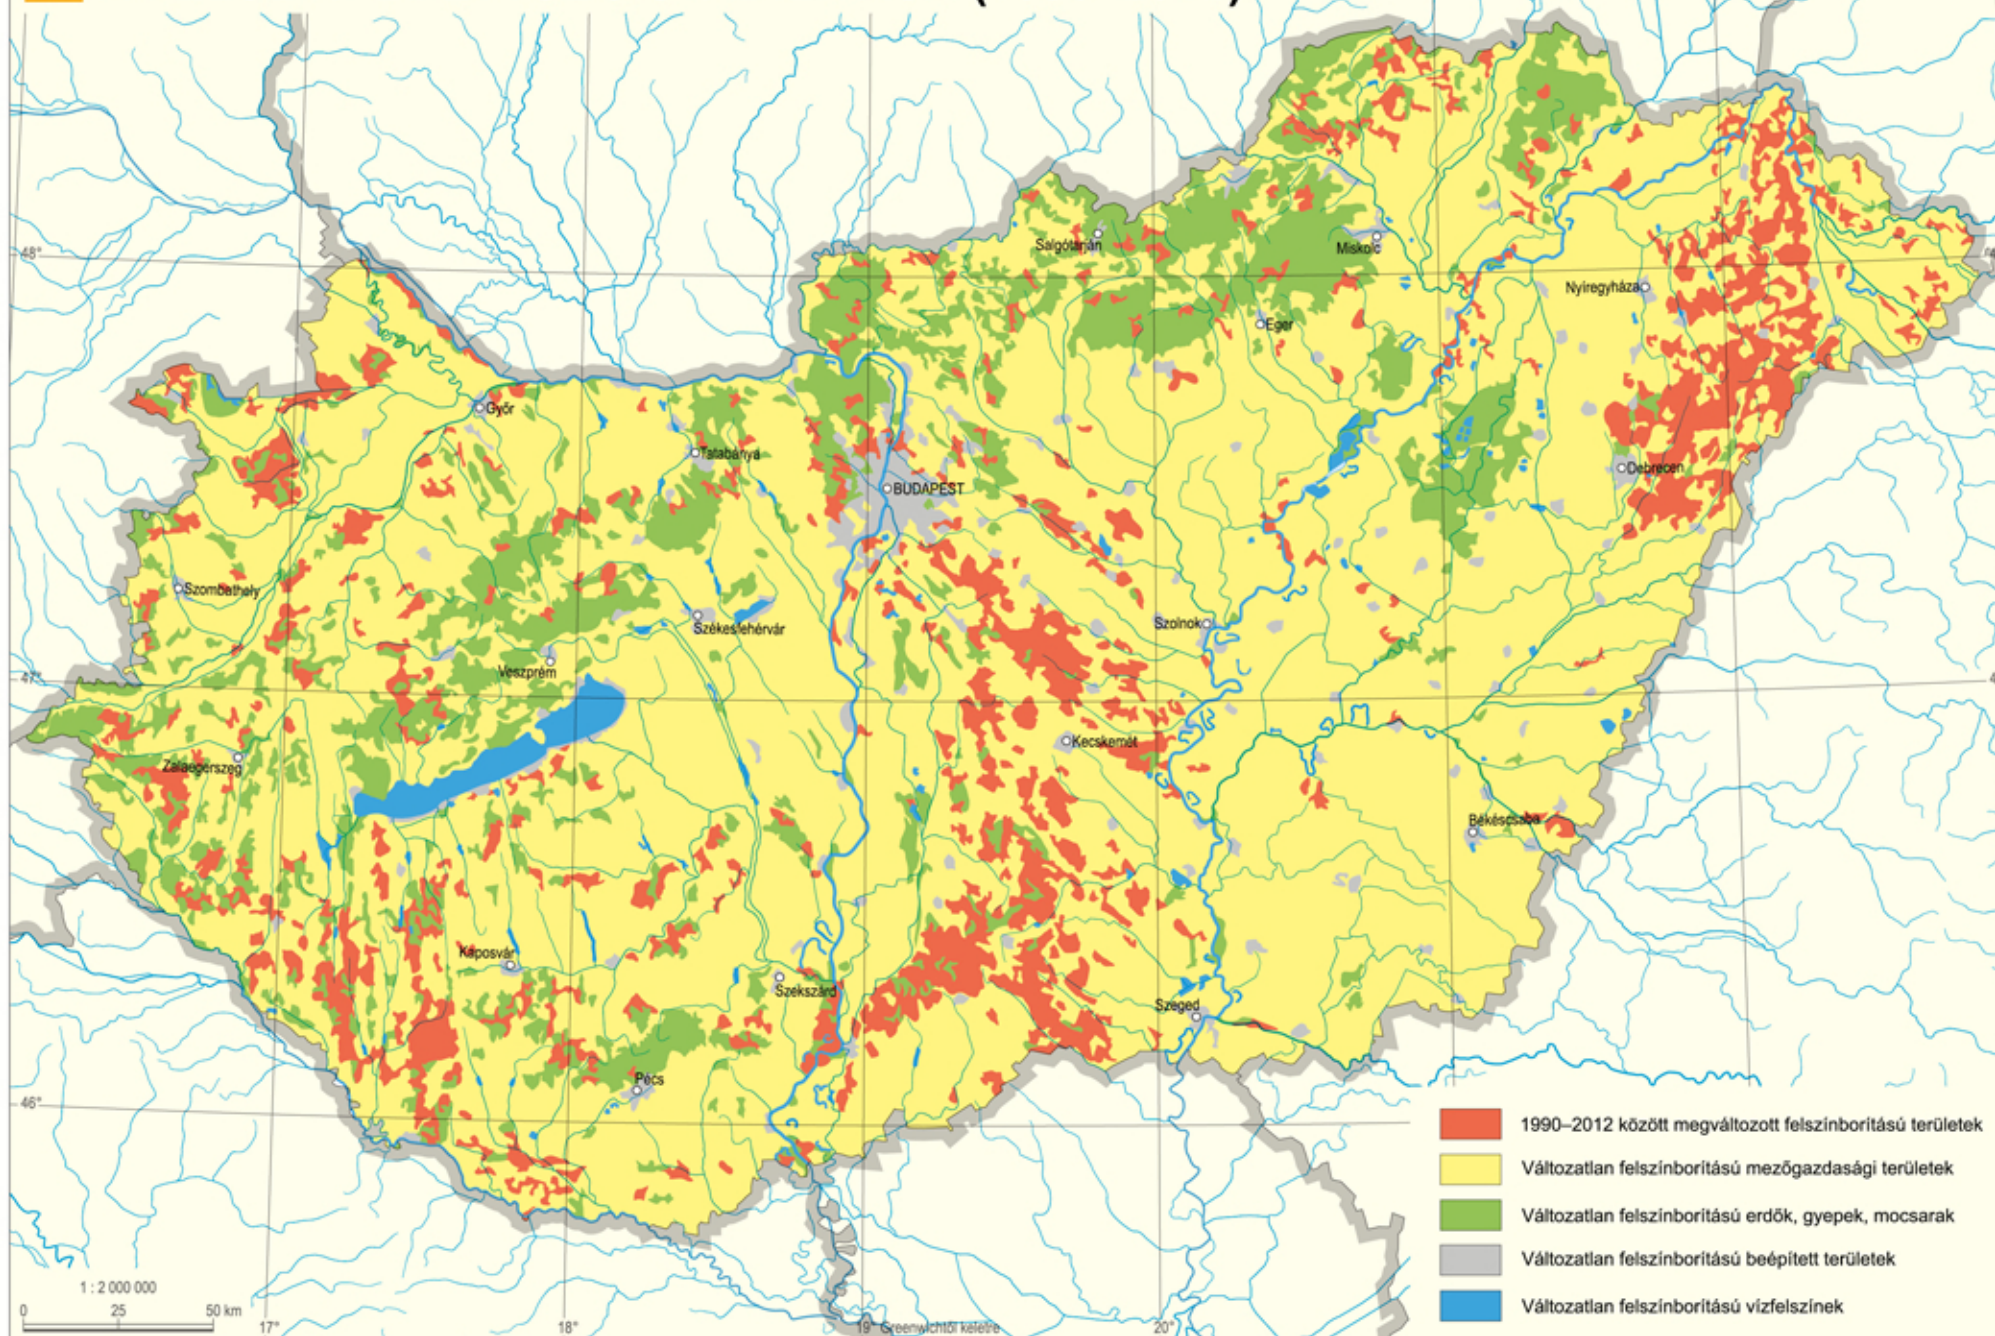 48°
Salgótarján
Miskolc
Nyíregyháza
Eger
Győr
Tatabánya
BUDAPEST
Debrecen
Szombathely
Székesfehérvár
Szolnok
Veszprém
47°
Kecskemét
Zalaegerszeg
Békéscsaba
Kaposvár
Szekszárd
Szeged
Pécs
46°
1990–2012 között megváltozott felszínborítású területek
Változatlan felszínborítású mezőgazdasági területek
Változatlan felszínborítású erdők, gyepek, mocsarak
Változatlan felszínborítású beépített területek
Változatlan felszínborítású vízfelszínek
1 : 2 000 000
0 25 50 km
17° 18° 19° Greenwichtől keletre 20°